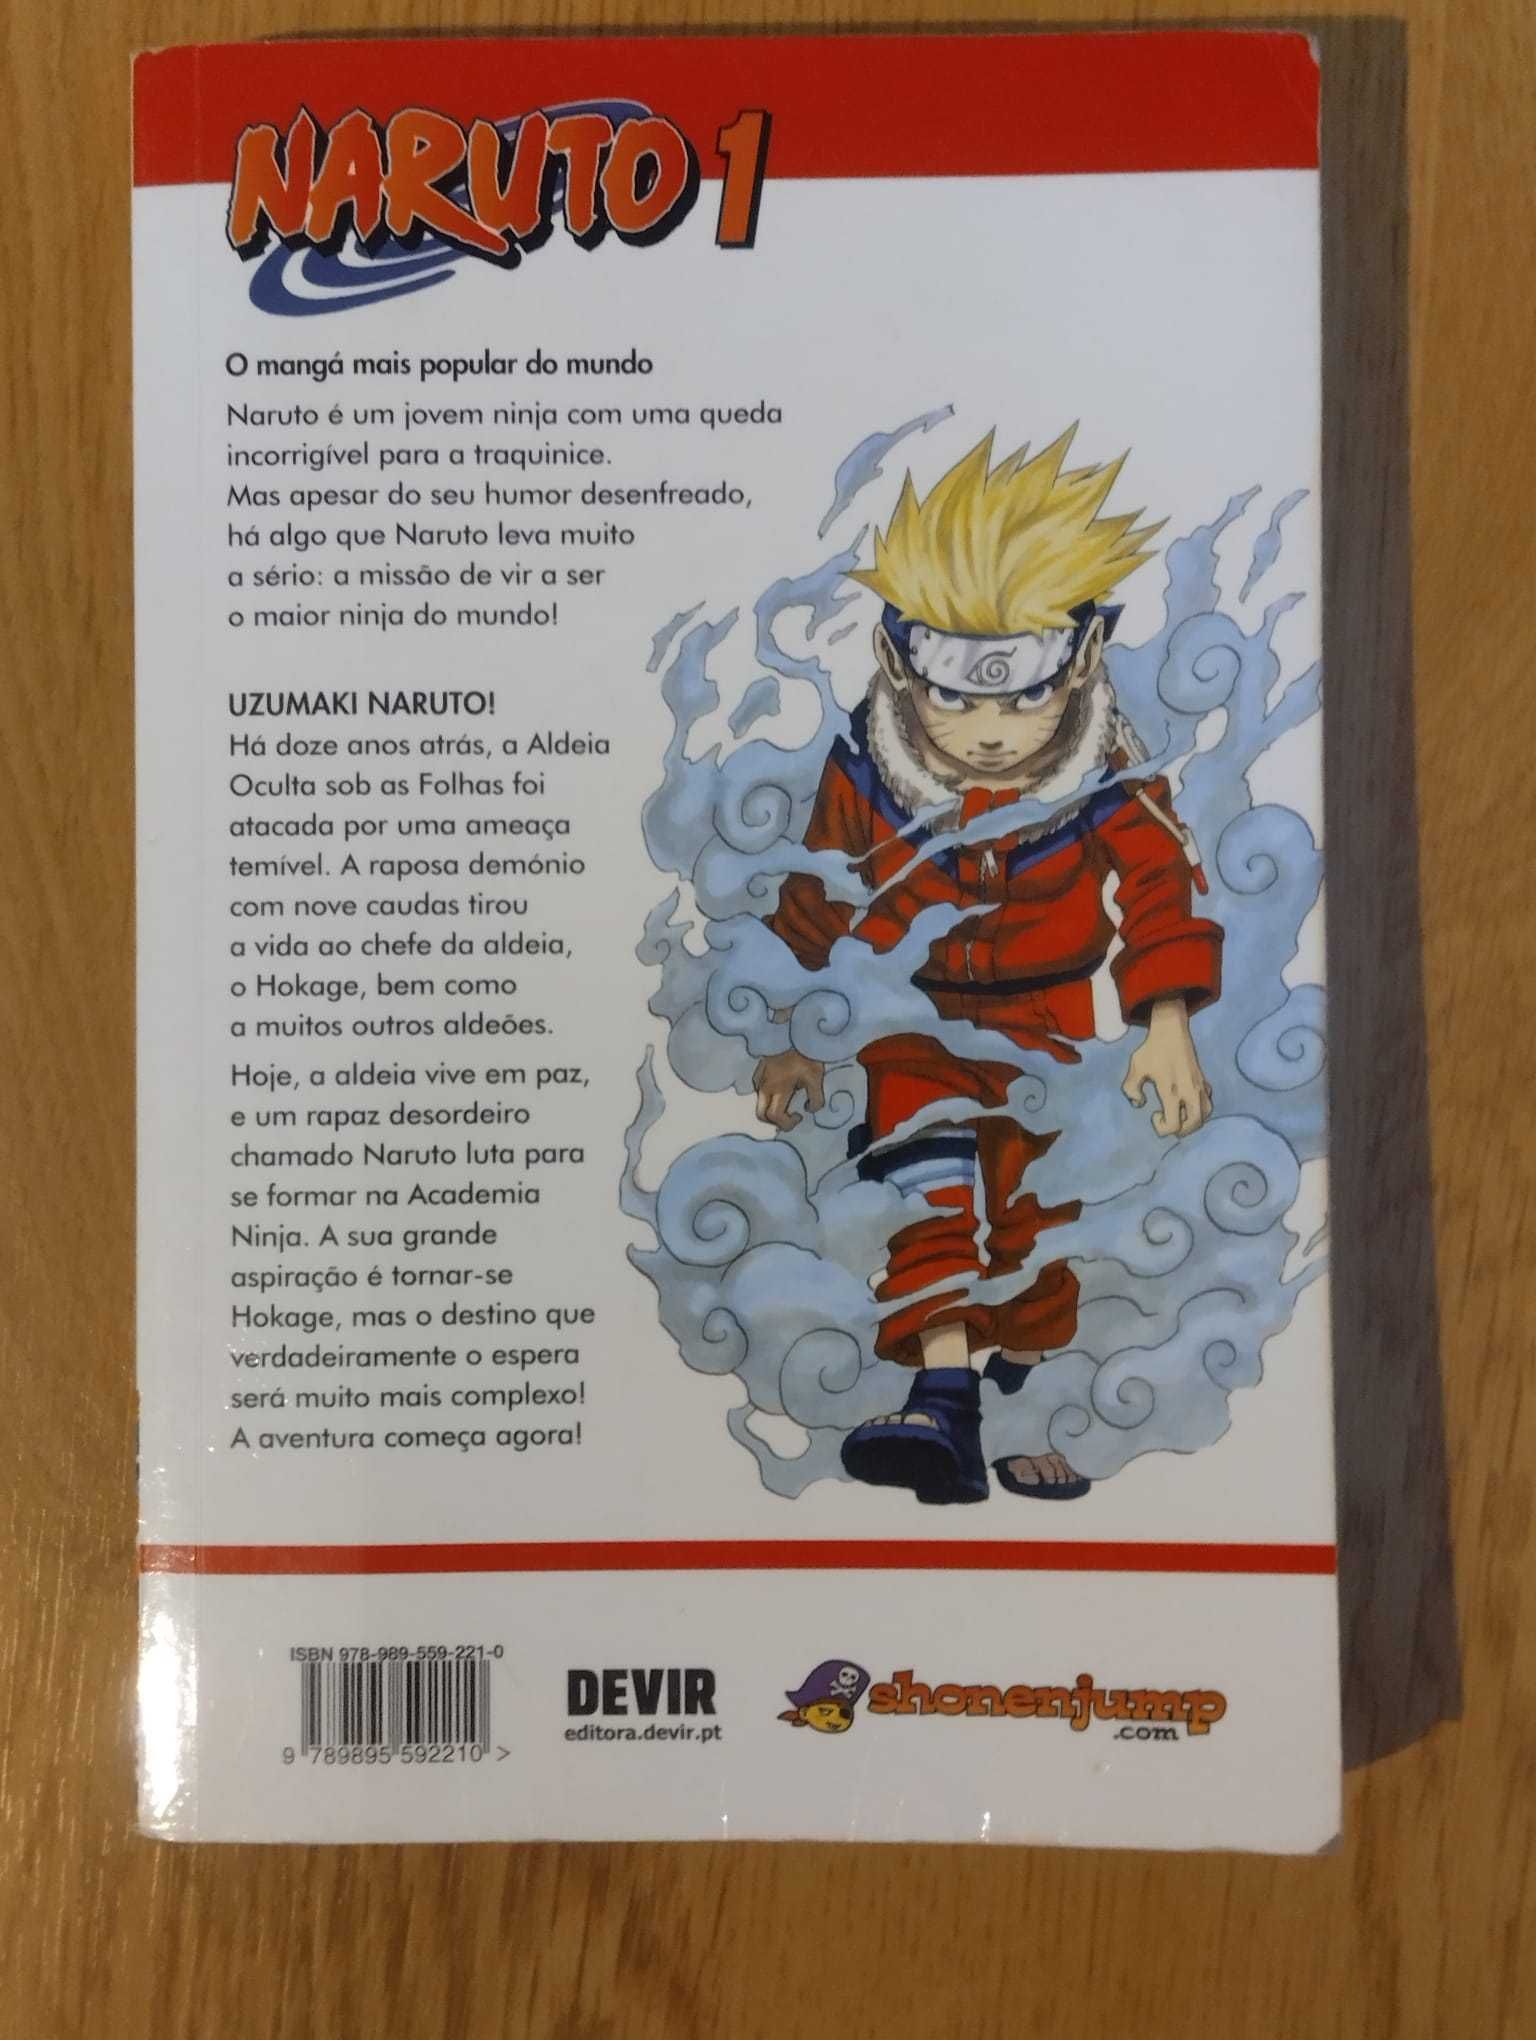 NARUTO 1
O mangá mais popular do mundo
Naruto é um jovem ninja com uma queda
incorrigível para a traquinice.
Mas apesar do seu humor desenfreado,
há algo que Naruto leva muito
a sério: a missão de vir a ser
o maior ninja do mundo!
UZUMAKI NARUTO!
Há doze anos atrás, a Aldeia
Oculta sob as Folhas foi
atacada por uma ameaça
temível. A raposa demónio
com nove caudas tirou
a vida ao chefe da aldeia,
o Hokage, bem como
a muitos outros aldeões.
Hoje, a aldeia vive em paz,
e um rapaz desordeiro
chamado Naruto luta para
se formar na Academia
Ninja. A sua grande
aspiração é tornar-se
Hokage, mas o destino que
verdadeiramente o espera
será muito mais complexo!
A aventura começa agora!
ISBN 978-989-559-221-0
9 789895 592210 >
DEVIR
editora.devir.pt
shonenjump
.com